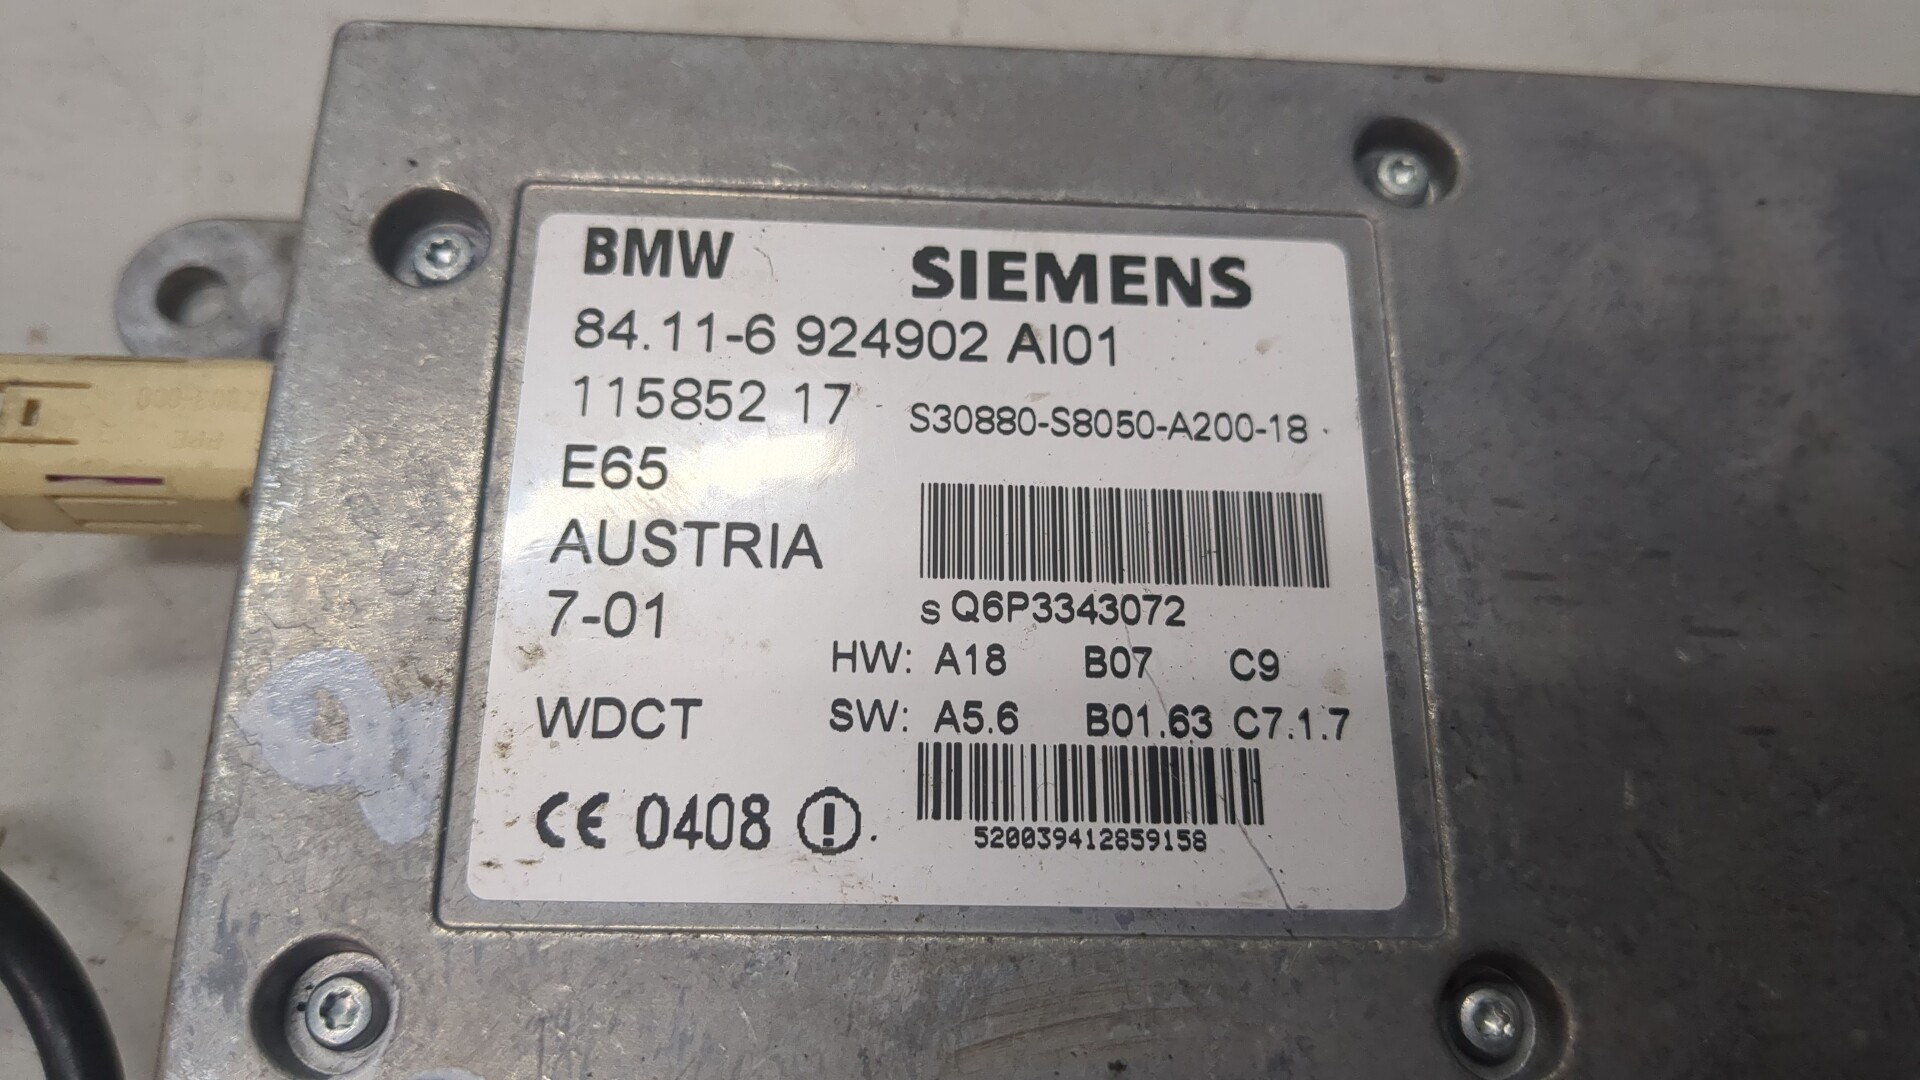 BMW SIEMENS
84.11-6 924902 AI01
115852 17 S30880-S8050-A200-18
E65
AUSTRIA
7-01
s Q6P3343072
HW: A18 B07 C9
WDCT SW: A5.6 B01.63 C7.1.7
CE 0408
520039412859158